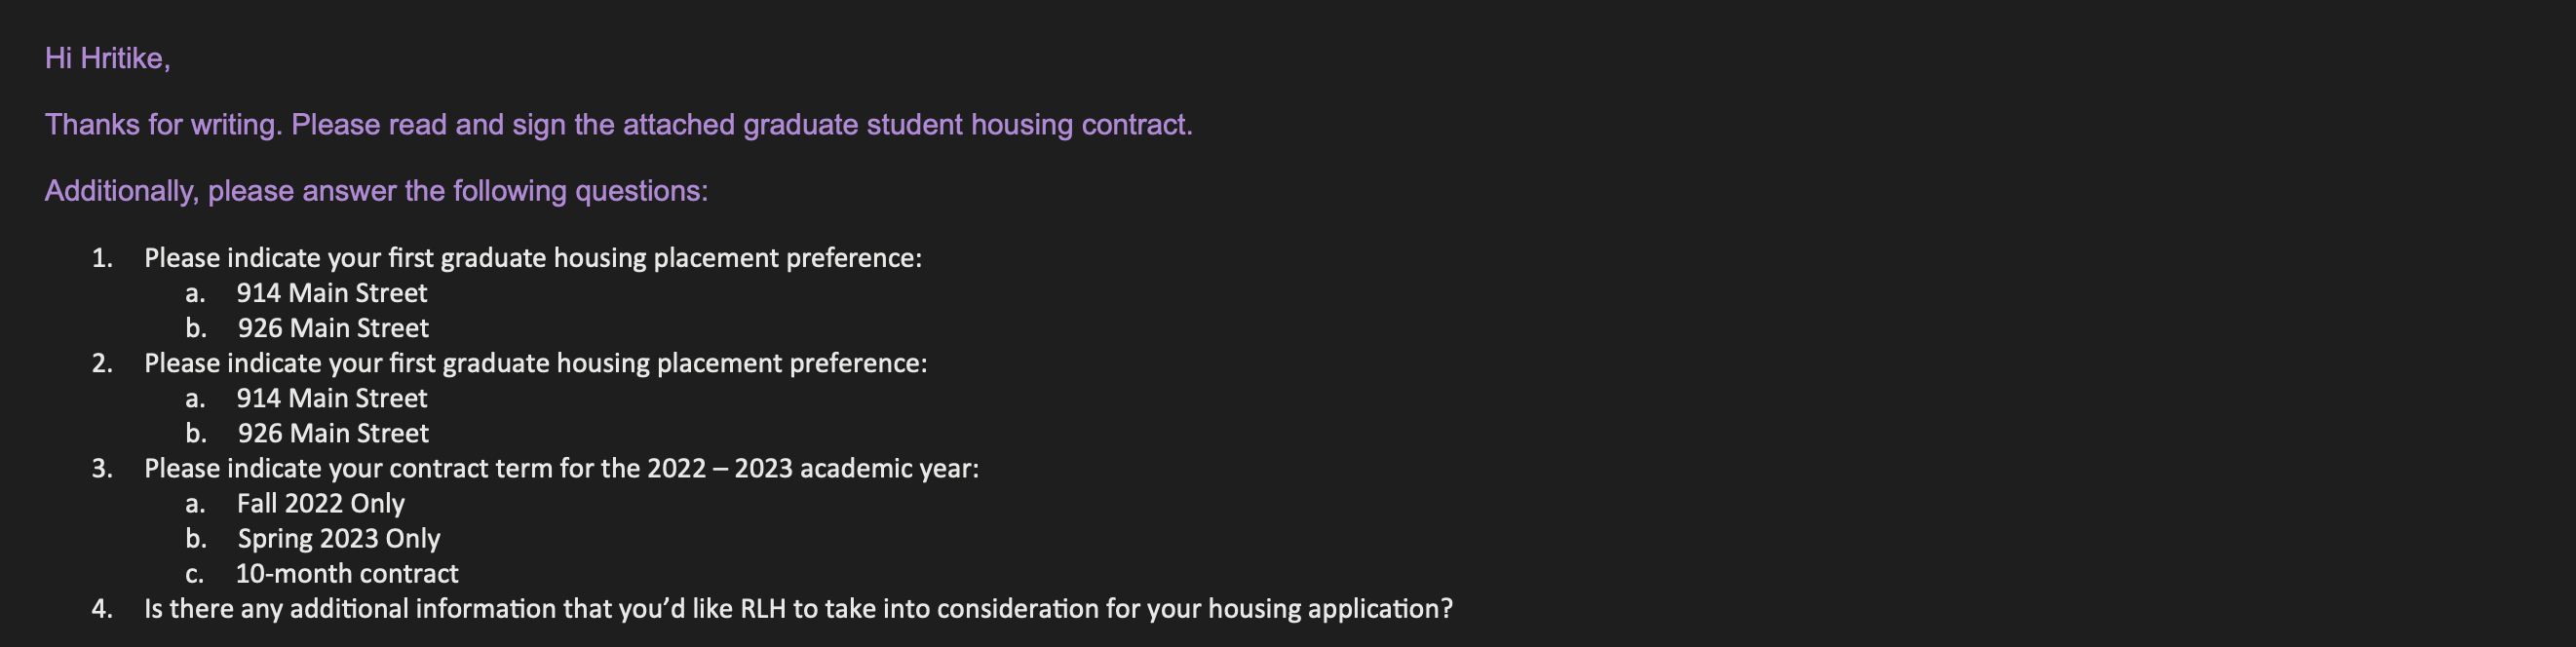 Hi Hritike,
Thanks for writing. Please read and sign the attached graduate student housing contract.
Additionally, please answer the following questions:
1. Please indicate your first graduate housing placement preference:
a. 914 Main Street
b. 926 Main Street
2. Please indicate your first graduate housing placement preference:
a. 914 Main Street
b. 926 Main Street
3. Please indicate your contract term for the 2022 – 2023 academic year:
a. Fall 2022 Only
b. Spring 2023 Only
c. 10-month contract
4. Is there any additional information that you’d like RLH to take into consideration for your housing application?